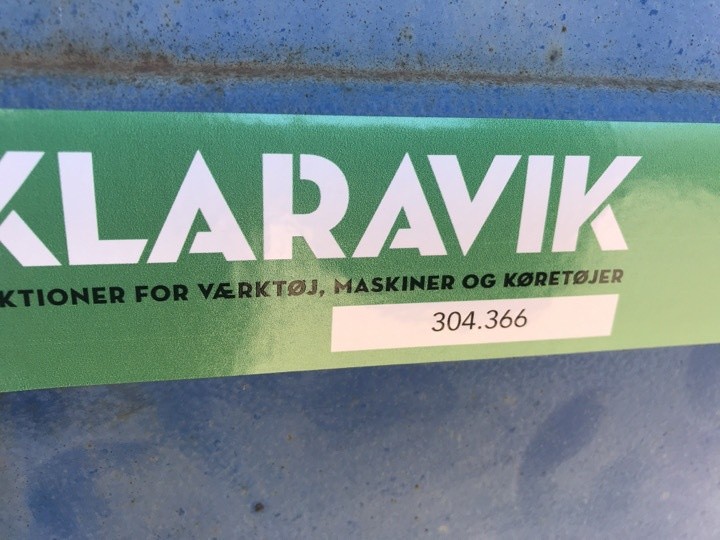 KLARAVIK
KTIONER FOR VÆRKTØJ, MASKINER OG KØRETØJER
304.366